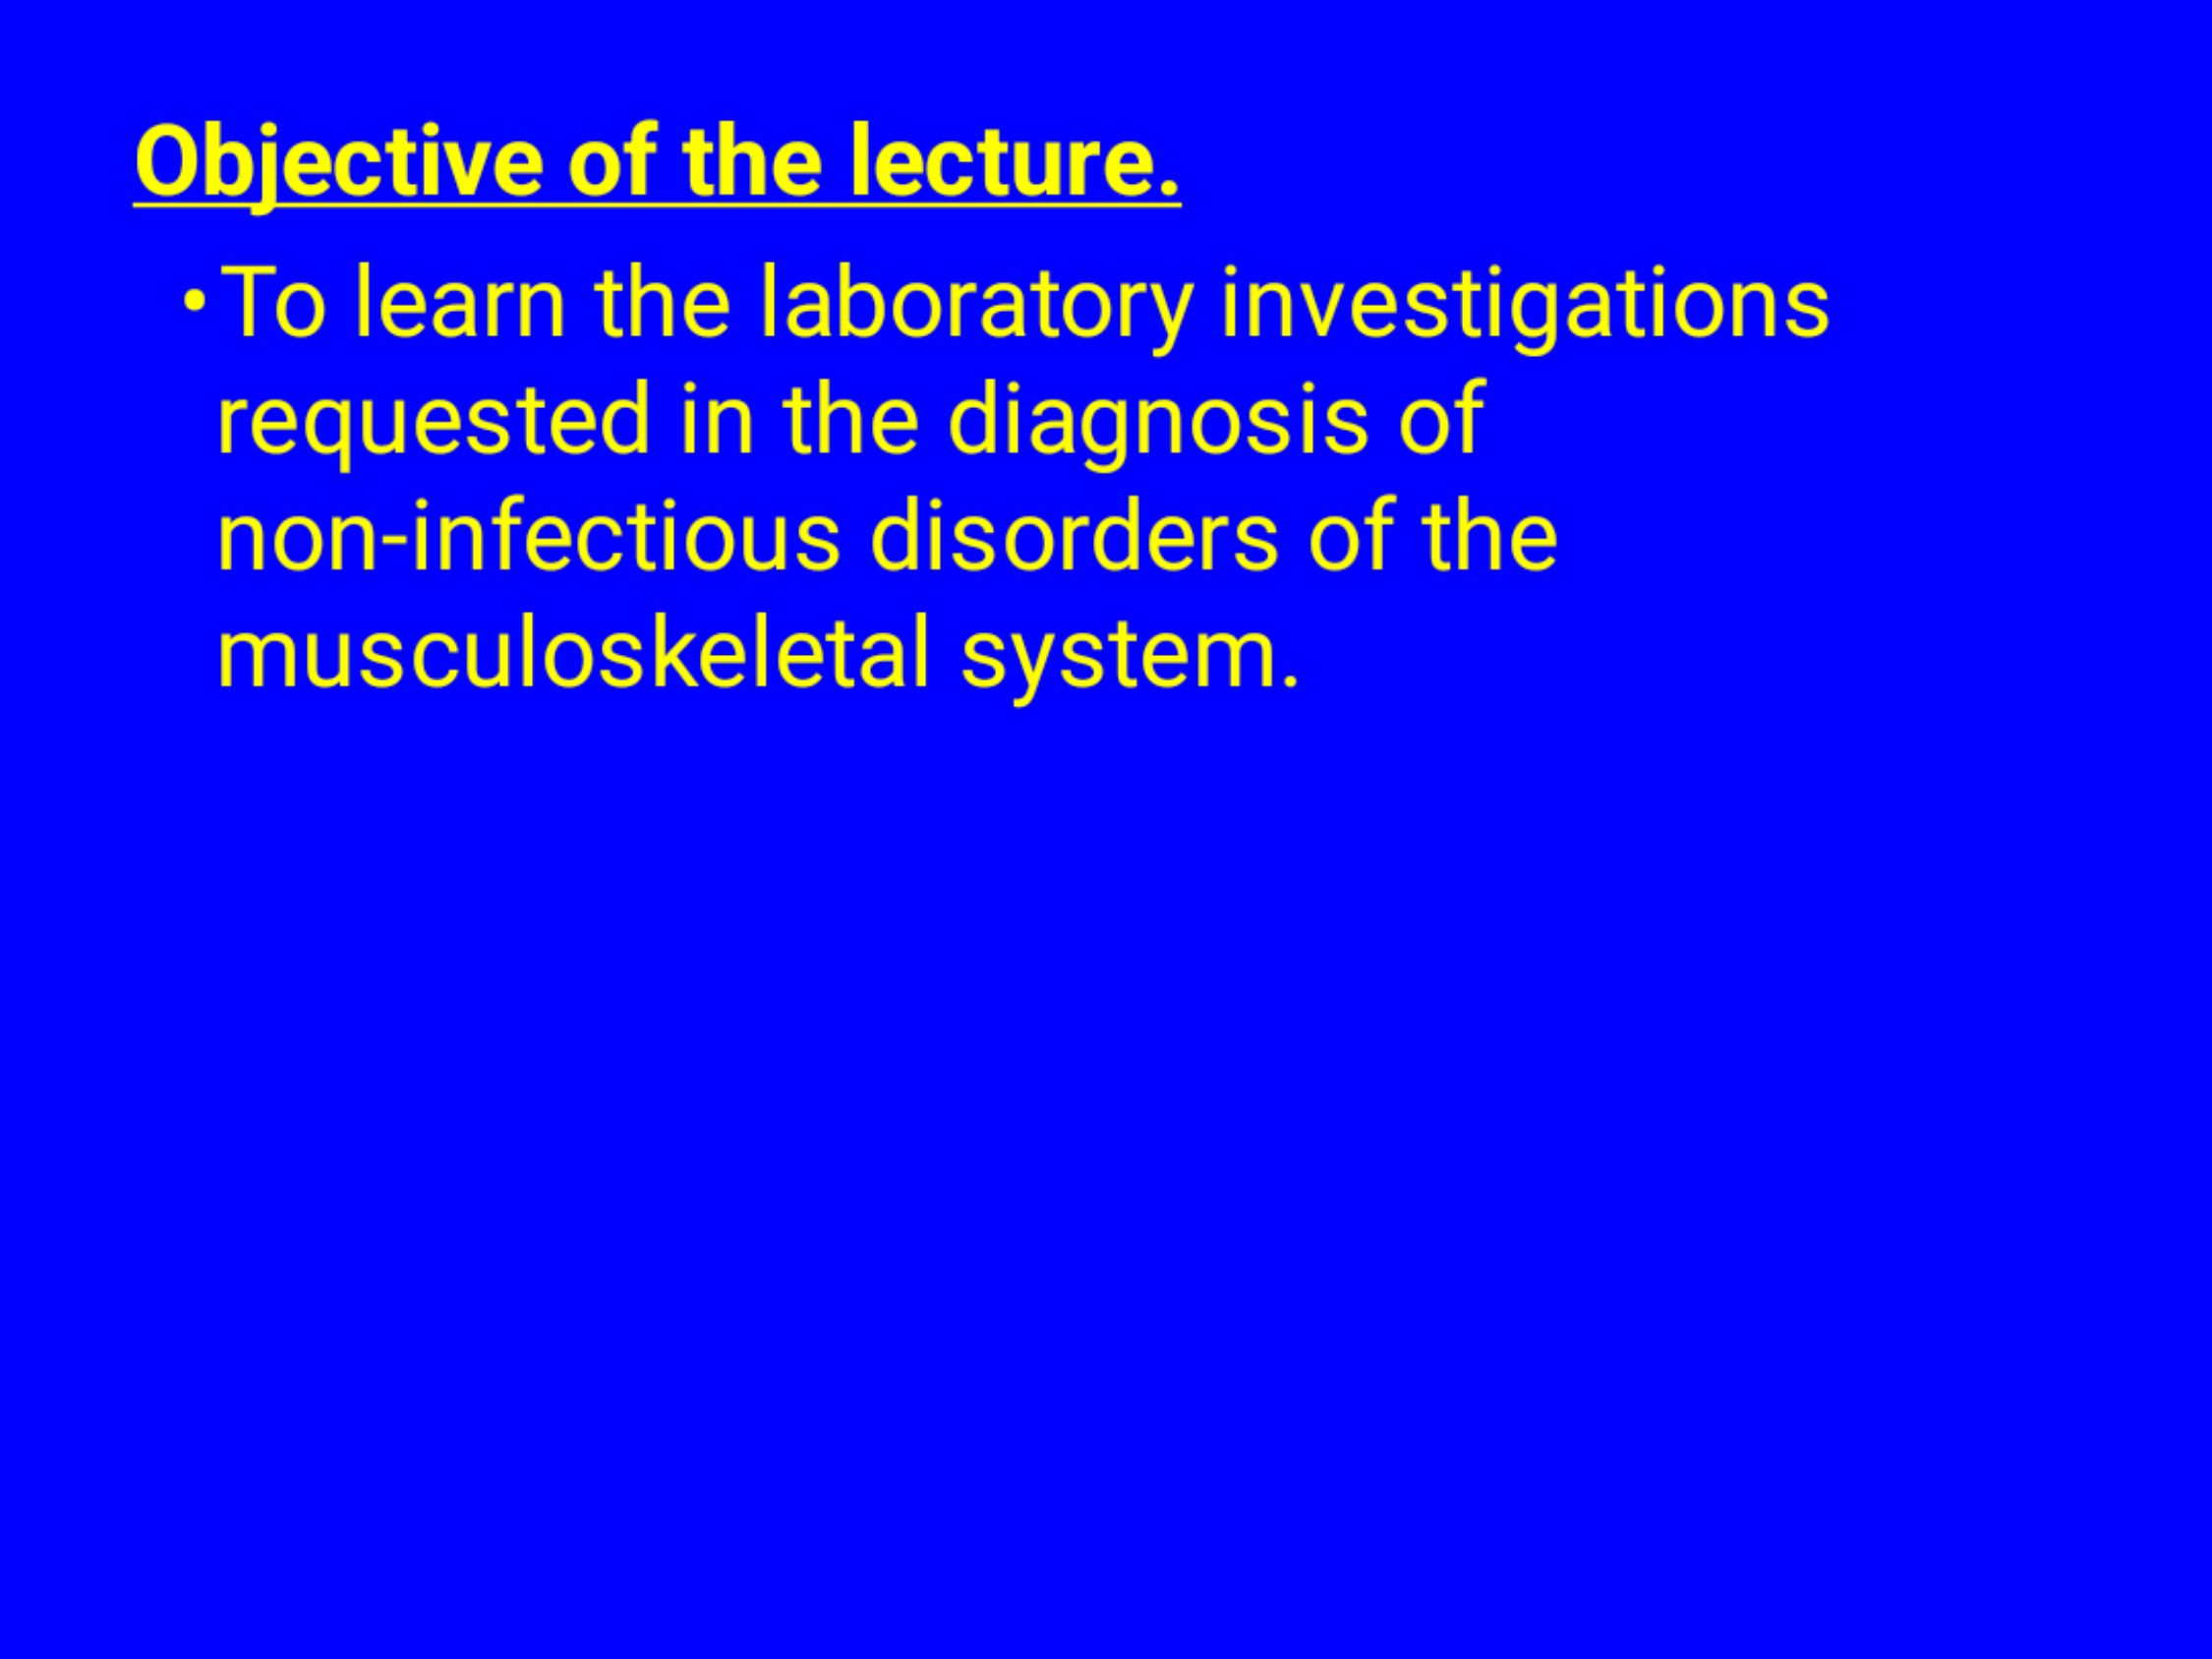 Objective of the lecture.
•To learn the laboratory investigations
requested in the diagnosis of
non-infectious disorders of the
musculoskeletal system.